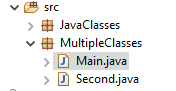 src
JavaClasses
MultipleClasses
Main.java
Second.java